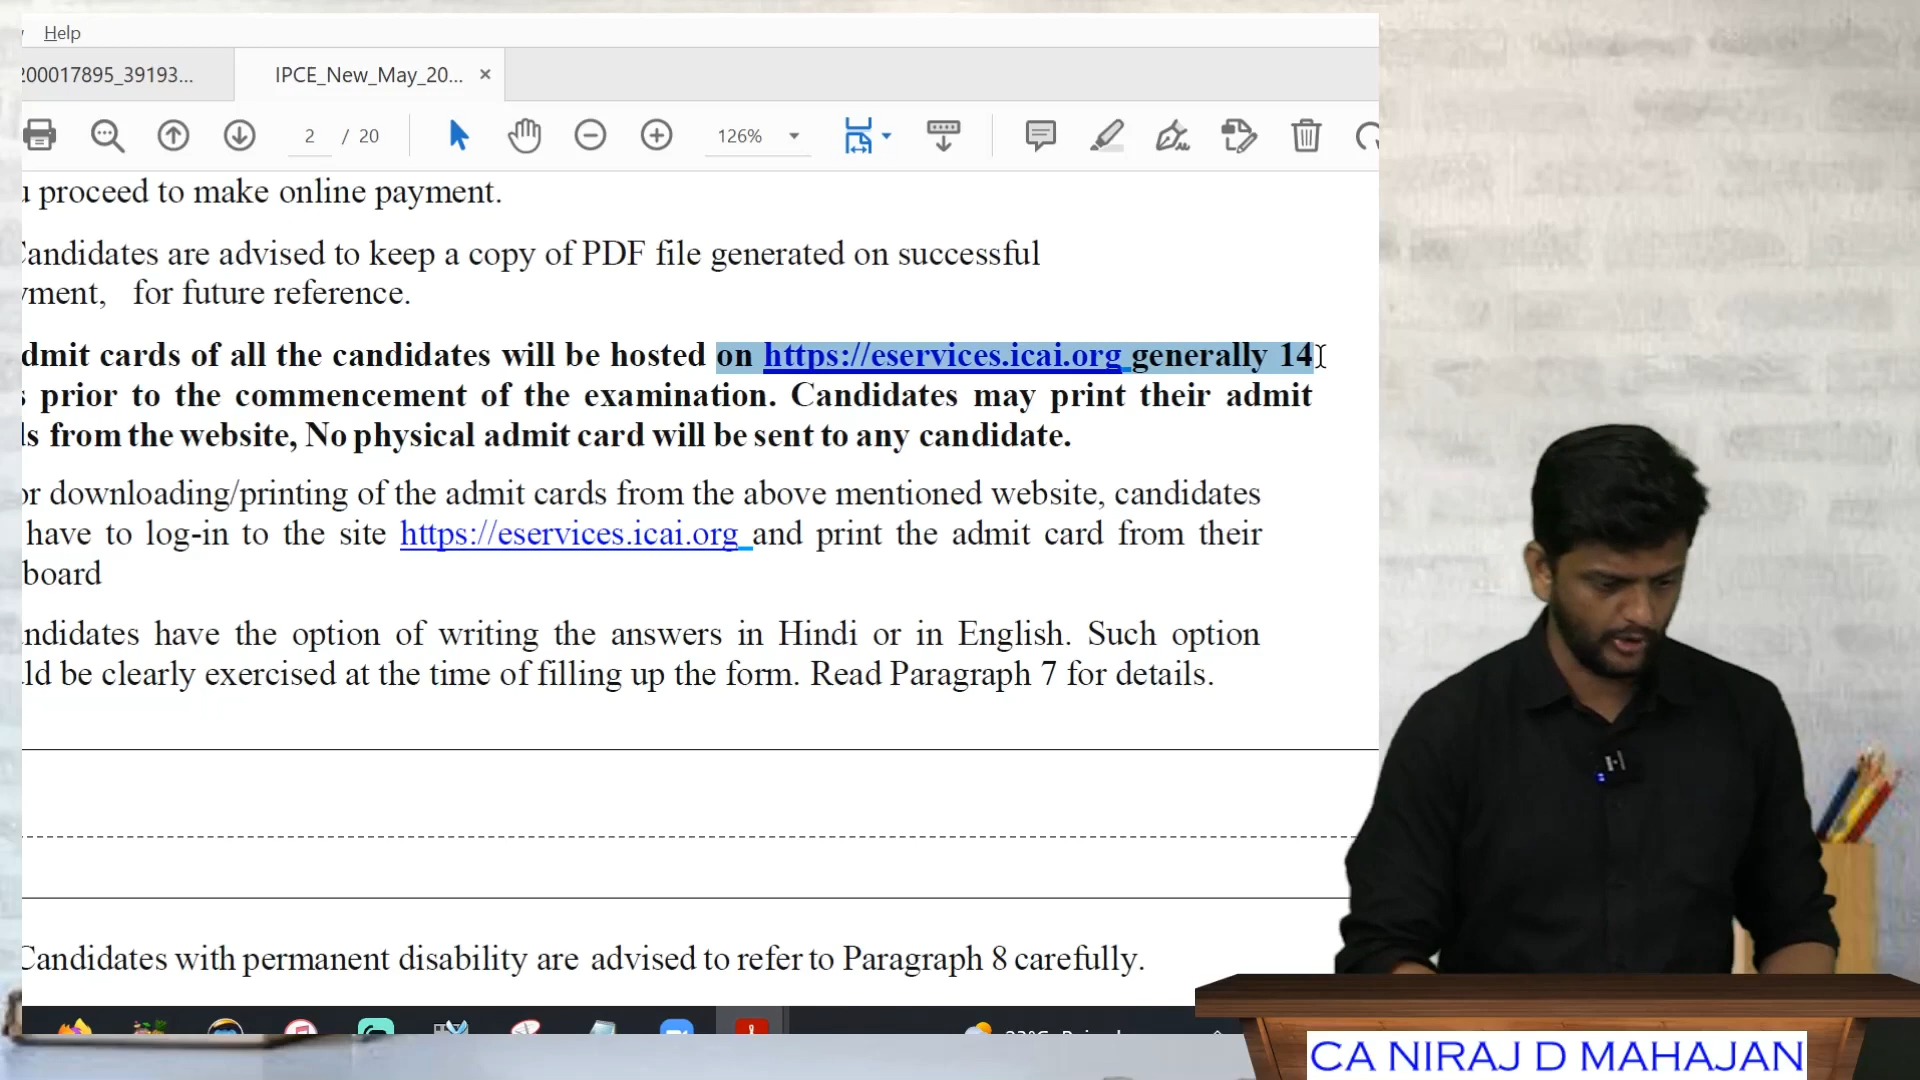 Help
200017895_39193...
IPCE_New_May_20...
2 / 20
126%
proceed to make online payment.
Candidates are advised to keep a copy of PDF file generated on successful
for future reference.
cards of all the candidates will be hosted on https://eservices.icai.org generally 14
prior to the commencement of the examination. Candidates may print their admit
from the website, No physical admit card will be sent to any candidate.
downloading/printing of the admit cards from the above mentioned website, candidates
have to log-in to the site https://eservices.icai.org and print the admit card from their
board
have the option of writing the answers in Hindi or in English. Such option
be clearly exercised at the time of filling up the form. Read Paragraph 7 for details.
Candidates with permanent disability are advised to refer to Paragraph 8 carefully.
CA NIRAJ D MAHAJAN